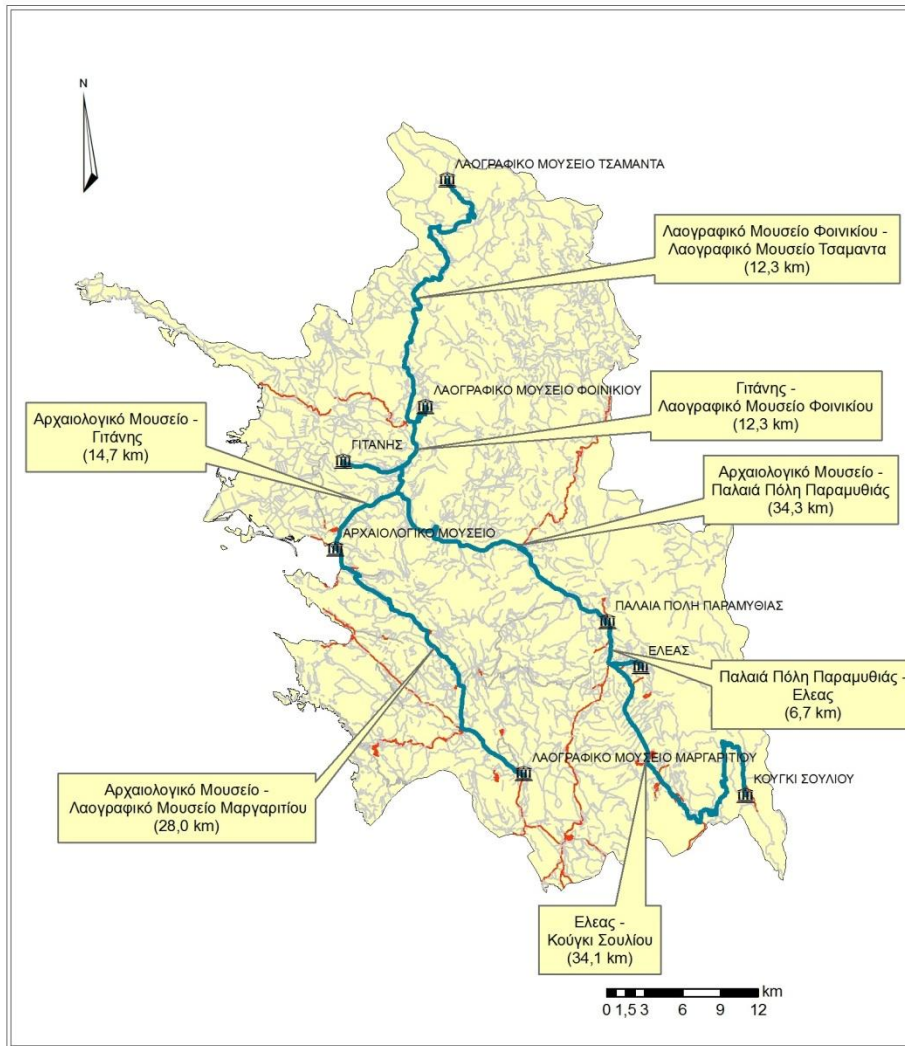 N
ΛΑΟΓΡΑΦΙΚΟ ΜΟΥΣΕΙΟ ΤΣΑΜΑΝΤΑ
Λαογραφικό Μουσείο Φοινικίου -
Λαογραφικό Μουσείο Τσαμαντα
(12,3 km)
ΛΑΟΓΡΑΦΙΚΟ ΜΟΥΣΕΙΟ ΦΟΙΝΙΚΙΟΥ
Γιτάνης -
Λαογραφικό Μουσείο Φοινικίου
(12,3 km)
Αρχαιολογικό Μουσείο -
Γιτάνης
(14,7 km)
ΓΙΤΑΝΗΣ
Αρχαιολογικό Μουσείο -
Παλαιά Πόλη Παραμυθιάς
(34,3 km)
ΑΡΧΑΙΟΛΟΓΙΚΟ ΜΟΥΣΕΙΟ
ΠΑΛΑΙΑ ΠΟΛΗ ΠΑΡΑΜΥΘΙΑΣ
ΕΛΕΑΣ
Παλαιά Πόλη Παραμυθιάς -
Ελεας
(6,7 km)
ΛΑΟΓΡΑΦΙΚΟ ΜΟΥΣΕΙΟ ΜΑΡΓΑΡΙΤΙΟΥ
ΚΟΥΓΚΙ ΣΟΥΛΙΟΥ
Αρχαιολογικό Μουσείο -
Λαογραφικό Μουσείο Μαργαριτίου
(28,0 km)
Ελεας -
Κούγκι Σουλίου
(34,1 km)
km
0 1,5 3 6 9 12